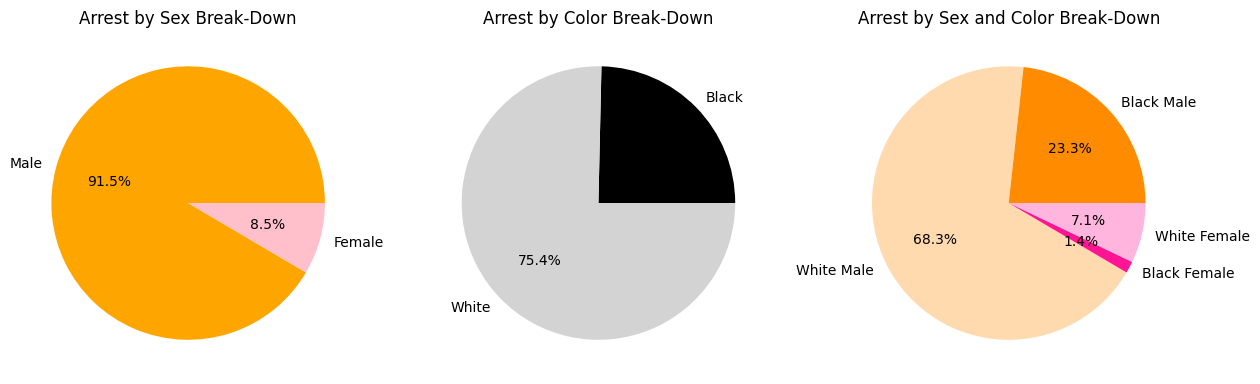 Arrest by Sex Break-Down
Male
91.5%
8.5%
Female
Arrest by Color Break-Down
Black
75.4%
White
Arrest by Sex and Color Break-Down
Black Male
23.3%
68.3%
White Male
7.1%
White Female
1.4%
Black Female